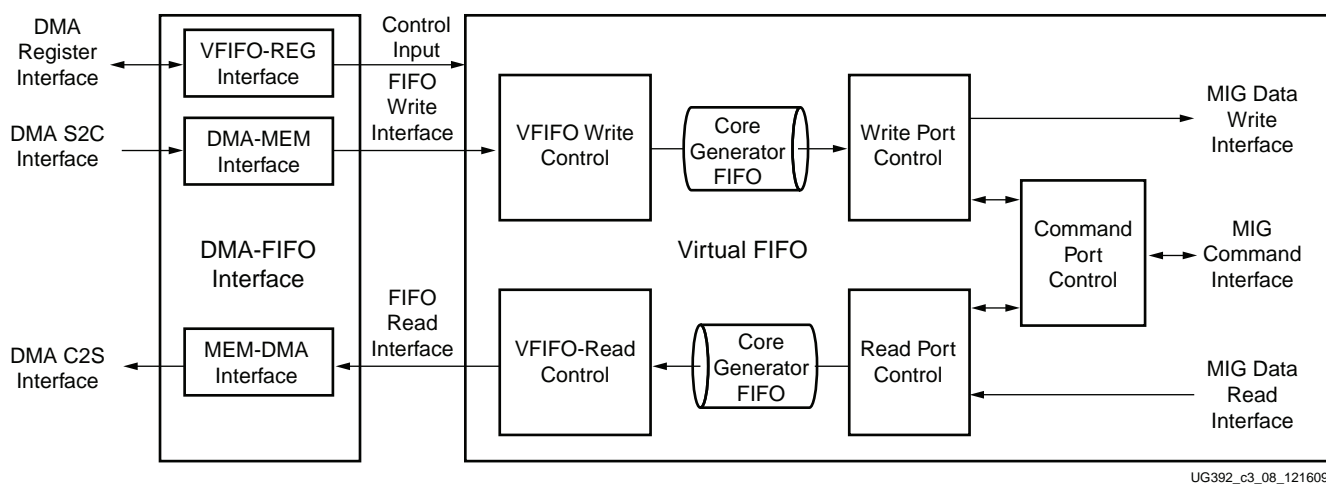 DMA
Register
Interface
VFIFO-REG
Interface
Control
Input
FIFO
Write
Interface
DMA S2C
Interface
DMA-MEM
Interface
VFIFO Write
Control
Core
Generator
FIFO
Write Port
Control
MIG Data
Write
Interface
DMA-FIFO
Interface
Virtual FIFO
Command
Port
Control
MIG
Command
Interface
DMA C2S
Interface
MEM-DMA
Interface
FIFO
Read
Interface
VFIFO-Read
Control
Core
Generator
FIFO
Read Port
Control
MIG Data
Read
Interface
UG392_c3_08_121609